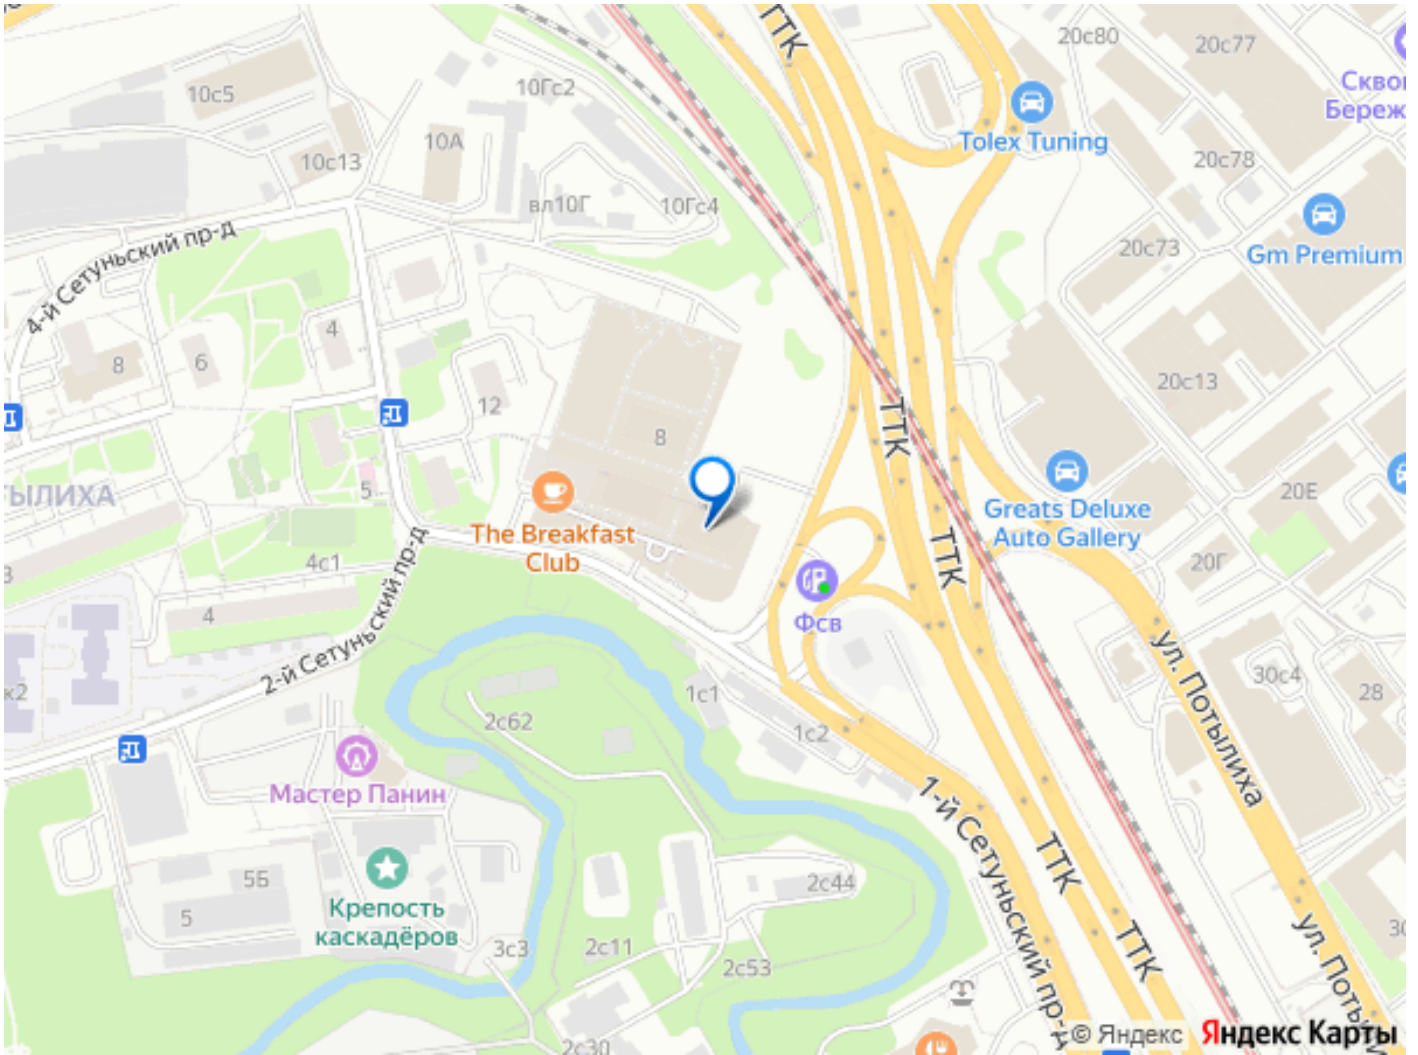 ТТК
20с80
20с77
10Гс2
10с5
Tolex Tuning
10А
10с13
20с78
вл10Г
10Гс4
4-й Сетуньский пр-д
20с73
Gm Premium
4
8
6
20с13
12
ТТК
8
5
20Е
The Breakfast
Club
Greats Deluxe
Auto Gallery
ТТК
4с1
20Г
4
Фсв
2-й Сетуньский пр-д
ул. Потылиха
30с4
28
1с1
2с62
1с2
Мастер Панин
1-й Сетуньский пр-д
ТТК
5Б
2с44
5
Крепость
каскадёров
2с11
3с3
2с53
ТТК
2с30
© Яндекс Яндекс Карты